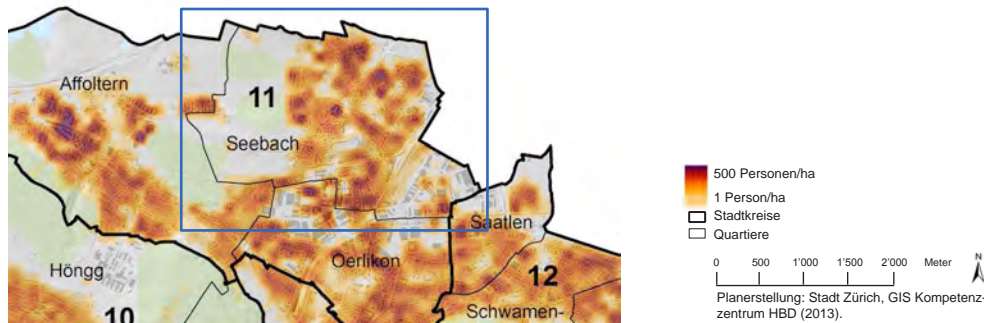 Affoltern
11
Seebach
Saatlen
Höngg
Oerlikon
12
10
Schwamen-
500 Personen/ha
1 Person/ha
Stadtkreise
Quartiere
0 500 1'000 1'500 2'000 Meter
N
Planerstellung: Stadt Zürich, GIS Kompetenz-
zentrum HBD (2013).